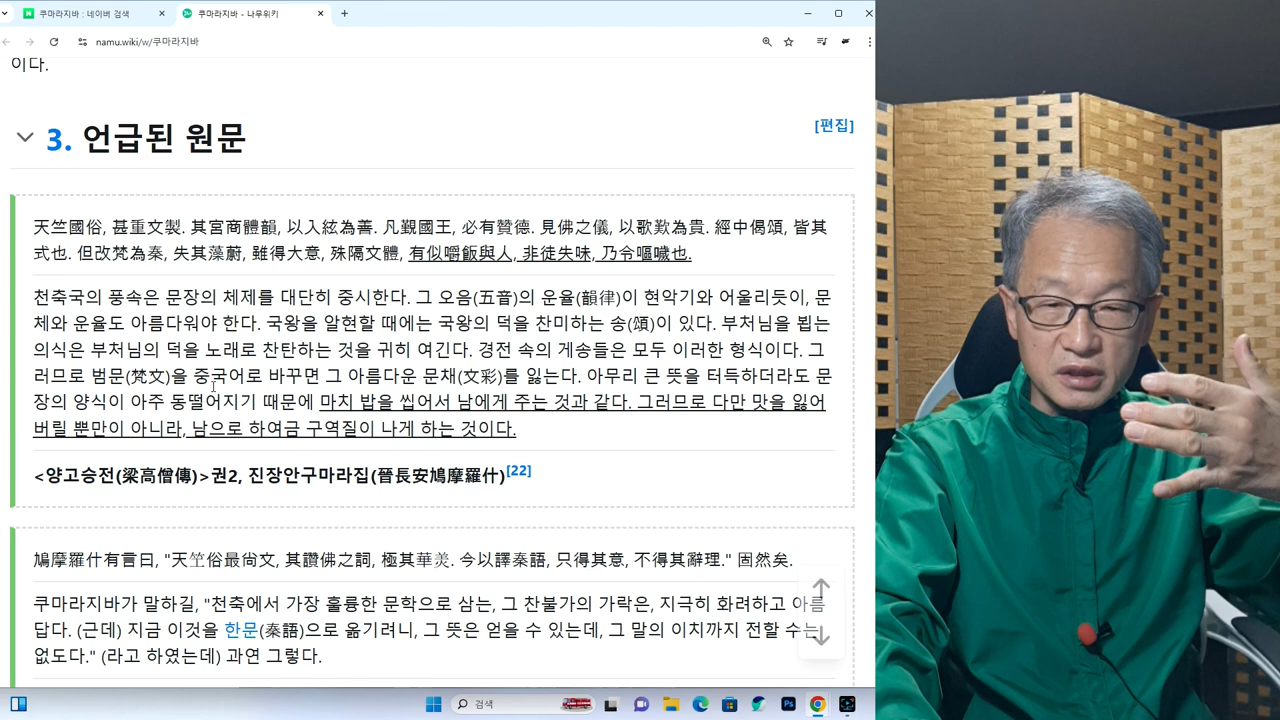 쿠마라지바 : 네이버 검색
쿠마라지바 - 나무위키
namu.wiki/w/쿠마라지바
이다.
3. 언급된 원문
[편집]
天竺國俗, 甚重文製. 其宮商體韻, 以入絃為善. 凡覲國王, 必有贊德. 見佛之儀, 以歌歎為貴. 經中偈頌, 皆其
式也. 但改梵為秦, 失其藻蔚, 雖得大意, 殊隔文體, 有似嚼飯與人, 非徒失味, 乃令嘔噦也.
천축국의 풍속은 문장의 체제를 대단히 중시한다. 그 오음(五音)의 운율(韻律)이 현악기와 어울리듯이, 문
체와 운율도 아름다워야 한다. 국왕을 알현할 때에는 국왕의 덕을 찬미하는 송(頌)이 있다. 부처님을 뵙는
의식은 부처님의 덕을 노래로 찬탄하는 것을 귀히 여긴다. 경전 속의 게송들은 모두 이러한 형식이다. 그
러므로 범문(梵文)을 중국어로 바꾸면 그 아름다운 문채(文彩)를 잃는다. 아무리 큰 뜻을 터득하더라도 문
장의 양식이 아주 동떨어지기 때문에 마치 밥을 씹어서 남에게 주는 것과 같다. 그러므로 다만 맛을 잃어
버릴 뿐만이 아니라, 남으로 하여금 구역질이 나게 하는 것이다.
<양고승전(梁高僧傳)>권2, 진장안구마라집(晉長安鳩摩羅什)[22]
鳩摩羅什有言曰, "天竺俗最尙文, 其讚佛之詞, 極其華美. 今以譯秦語, 只得其意, 不得其辭理." 固然矣.
쿠마라지바가 말하길, "천축에서 가장 훌륭한 문학으로 삼는, 그 찬불가의 가락은, 지극히 화려하고 아름
답다. (근데) 지금 이것을 한문(秦語)으로 옮기려니, 그 뜻은 얻을 수 있는데, 그 말의 이치까지 전할 수는
없도다." (라고 하였는데) 과연 그렇다.
검색